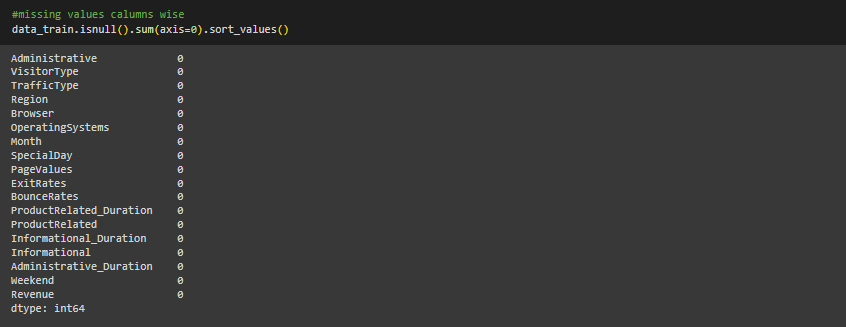 #missing values calumns wise
data_train.isnull().sum(axis=0).sort_values()
Administrative 0
VisitorType 0
TrafficType 0
Region 0
Browser 0
OperatingSystems 0
Month 0
SpecialDay 0
PageValues 0
ExitRates 0
BounceRates 0
ProductRelated_Duration 0
ProductRelated 0
Informational_Duration 0
Informational 0
Administrative_Duration 0
Weekend 0
Revenue 0
dtype: int64